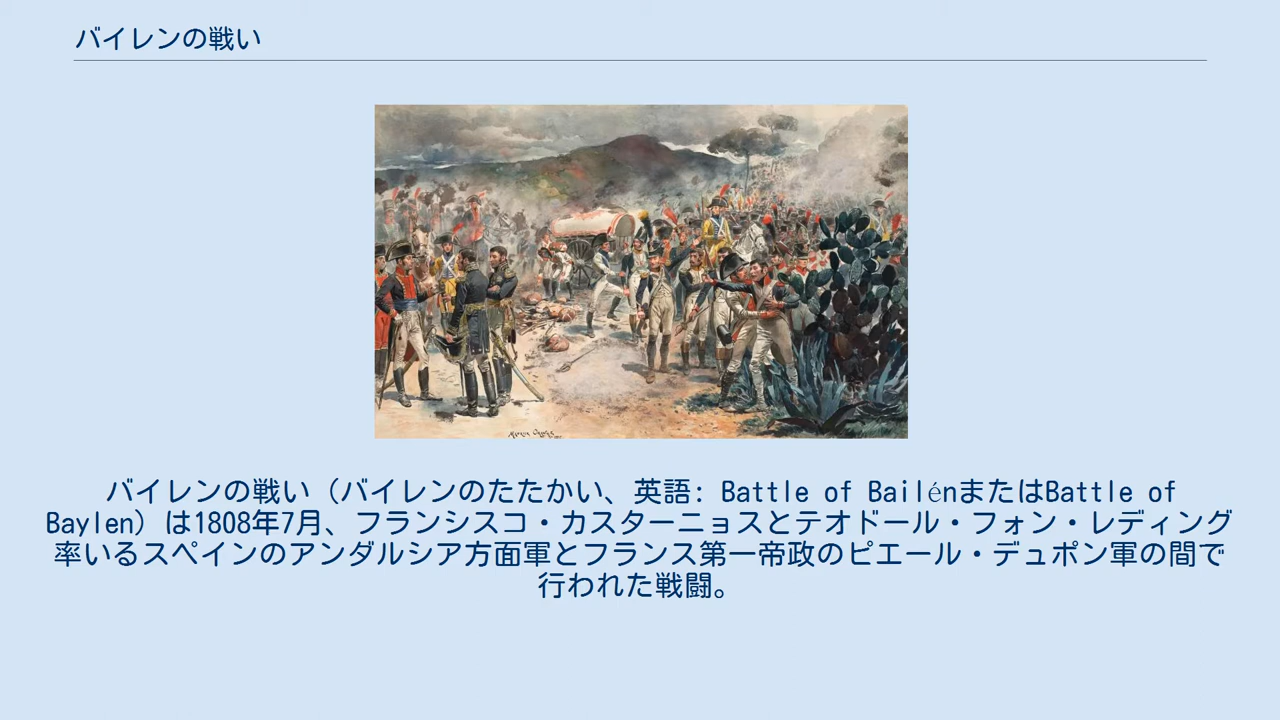 バイレンの戦い
バイレンの戦い（バイレンのたたかい、英語: Battle of BailénまたはBattle of
Baylen）は1808年7月、フランシスコ・カスターニョスとテオドール・フォン・レディング
率いるスペインのアンダルシア方面軍とフランス第一帝政のピエール・デュポン軍の間で
行われた戦闘。